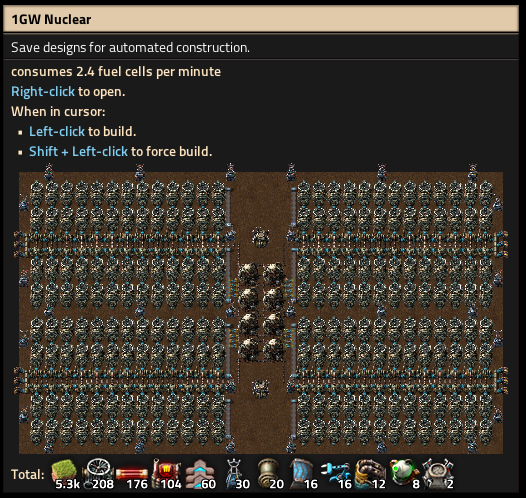 1GW Nuclear
Save designs for automated construction.
consumes 2.4 fuel cells per minute
Right-click to open.
When in cursor:
▪ Left-click to build.
▪ Shift + Left-click to force build.
Total: 5.3k 208 176 104 60 30 20 16 16 12 8 2